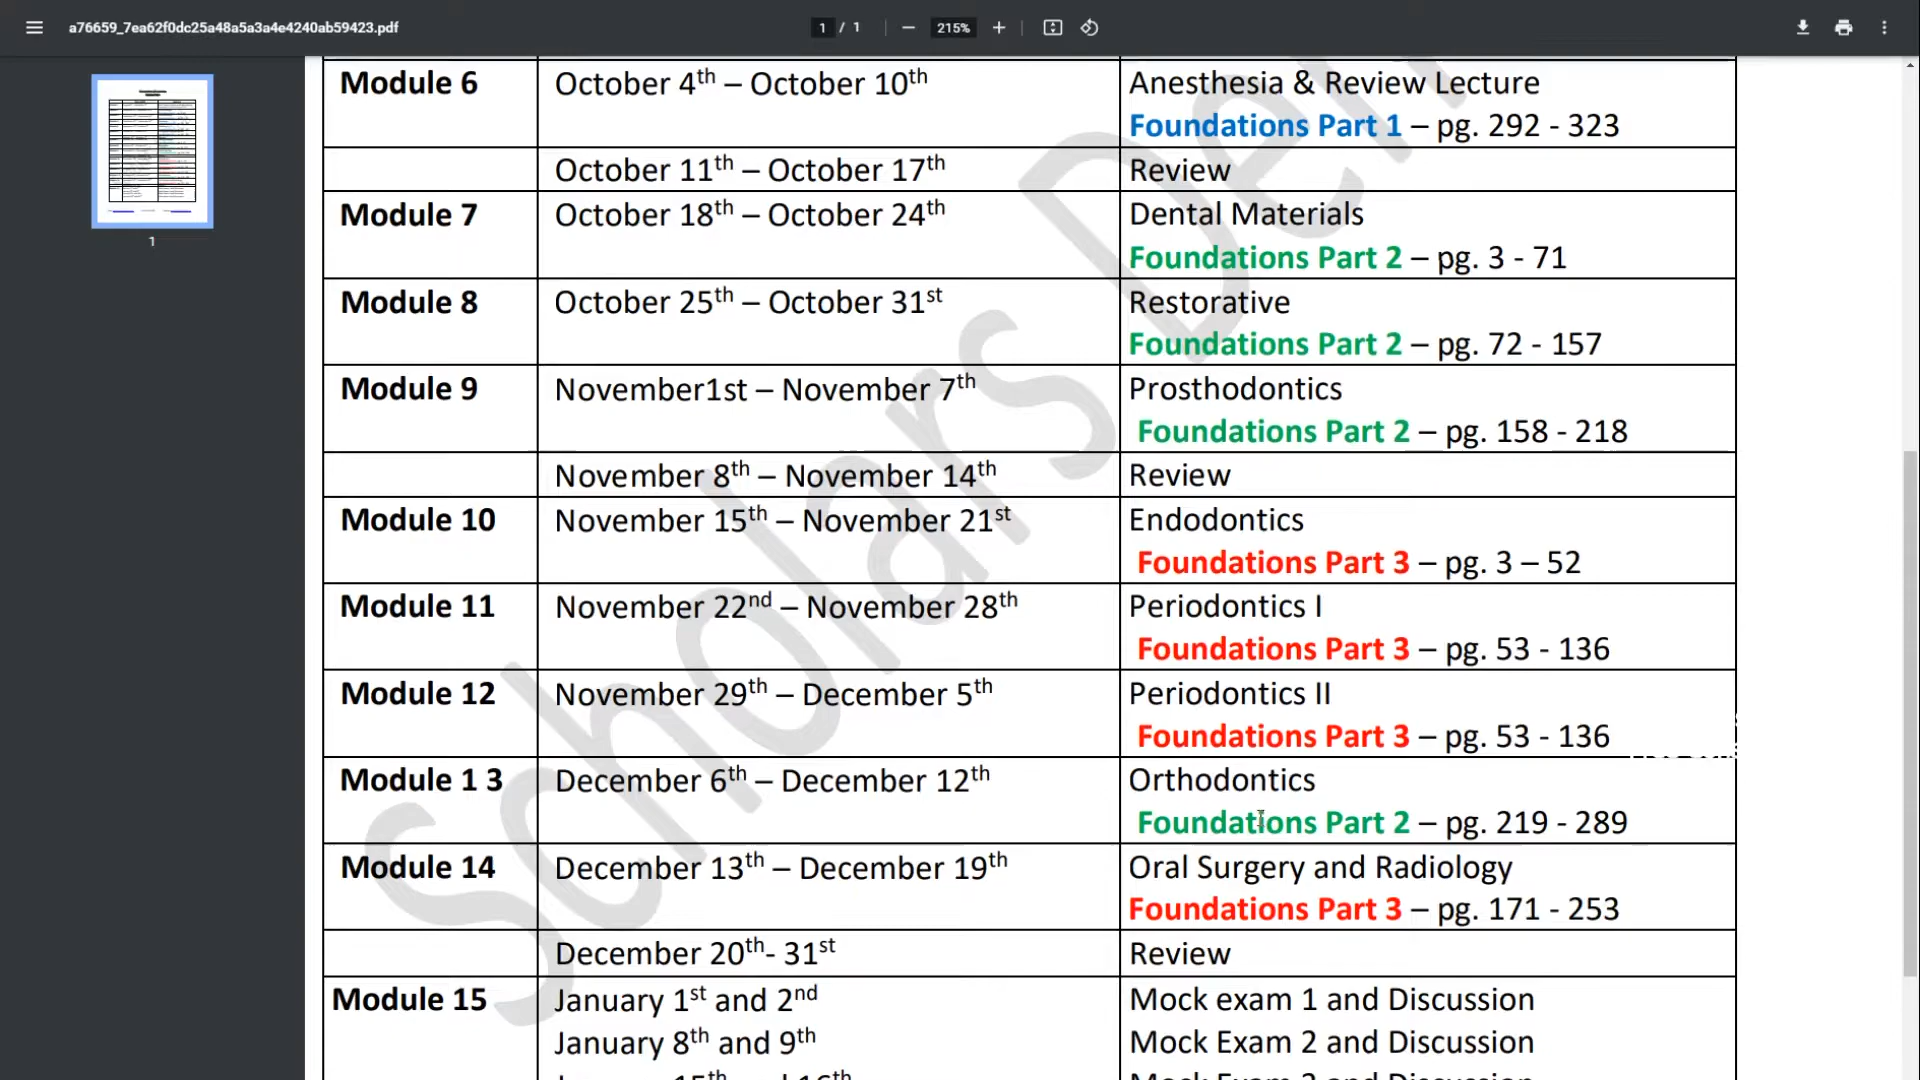 a76659_7ea62f0dc25a48a5a3a4e4240ab59423.pdf
1 / 1
215%
1
Module 6 October 4th – October 10th Anesthesia & Review Lecture
Foundations Part 1 – pg. 292 - 323
October 11th – October 17th Review
Module 7 October 18th – October 24th Dental Materials
Foundations Part 2 – pg. 3 - 71
Module 8 October 25th – October 31st Restorative
Foundations Part 2 – pg. 72 - 157
Module 9 November1st – November 7th Prosthodontics
Foundations Part 2 – pg. 158 - 218
November 8th – November 14th Review
Module 10 November 15th – November 21st Endodontics
Foundations Part 3 – pg. 3 – 52
Module 11 November 22nd – November 28th Periodontics I
Foundations Part 3 – pg. 53 - 136
Module 12 November 29th – December 5th Periodontics II
Foundations Part 3 – pg. 53 - 136
Module 1 3 December 6th – December 12th Orthodontics
Foundations Part 2 – pg. 219 - 289
Module 14 December 13th – December 19th Oral Surgery and Radiology
Foundations Part 3 – pg. 171 - 253
December 20th- 31st Review
Module 15 January 1st and 2nd Mock exam 1 and Discussion
January 8th and 9th Mock Exam 2 and Discussion
Scholars Den